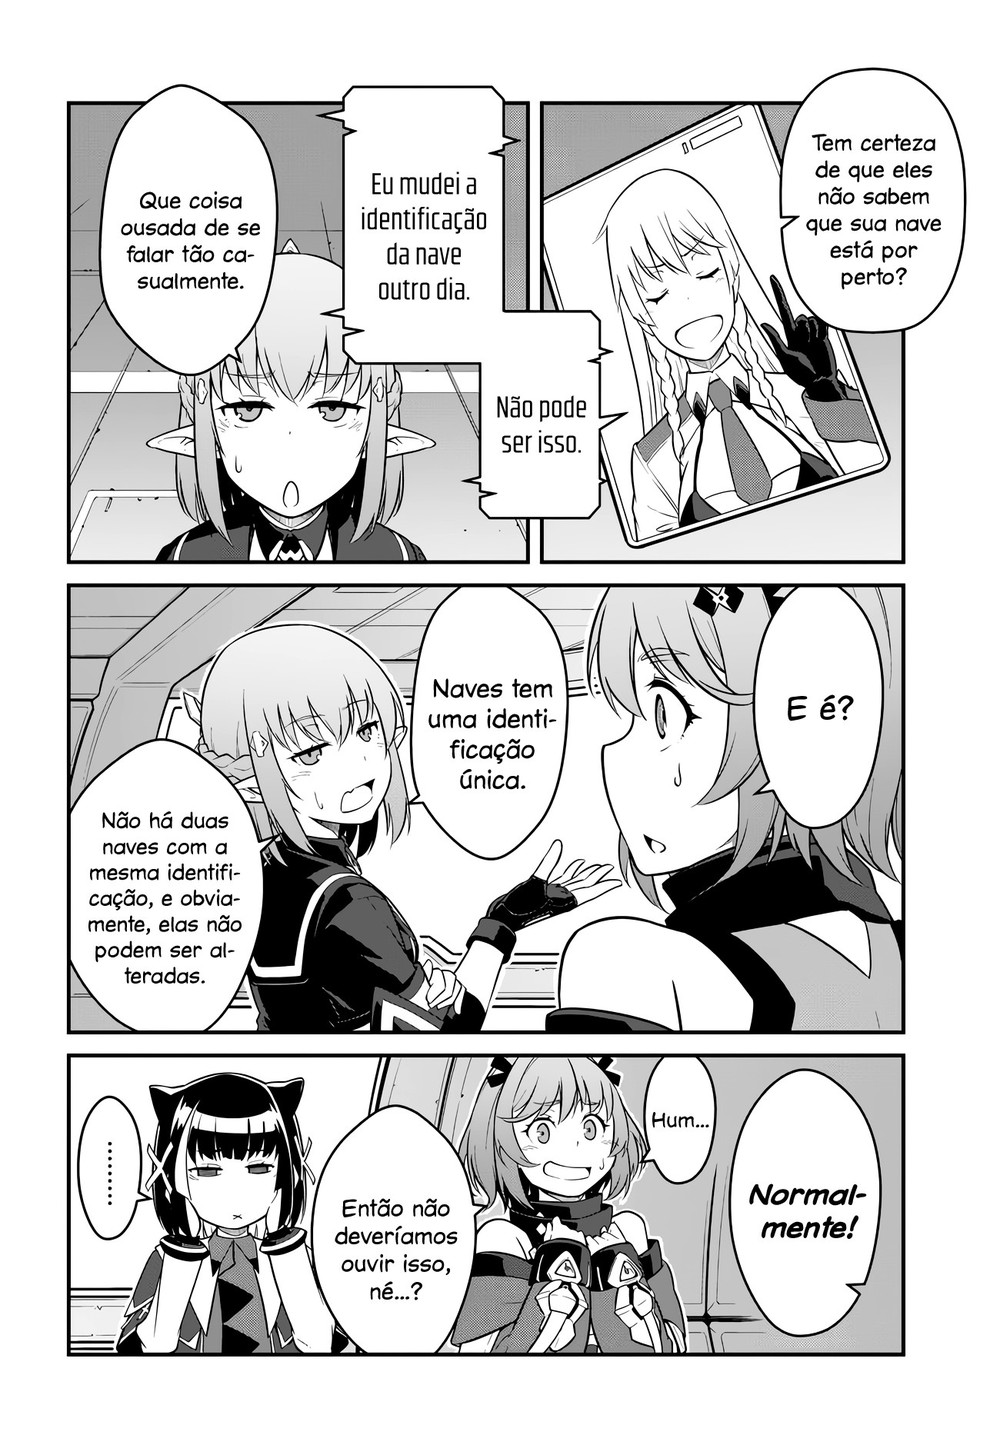 Tem certeza
de que eles
não sabem
que sua nave
está por
perto?
Não pode
ser isso.
Eu mudei a
identificação
da nave
outro dia.
Que coisa
ousada de se
falar tão ca-
sualmente.
E é?
Naves tem
uma identi-
ficação
única.
Não há duas
naves com a
mesma identifi-
cação, e obvia-
mente, elas não
podem ser al-
teradas.
Normal-
mente!
Hum...
Então não
deveríamos
ouvir isso,
né...?
.........